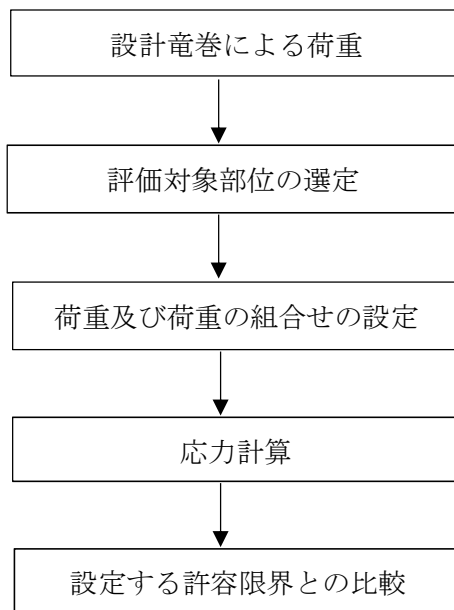 設計竜巻による荷重
評価対象部位の選定
荷重及び荷重の組合せの設定
応力計算
設定する許容限界との比較